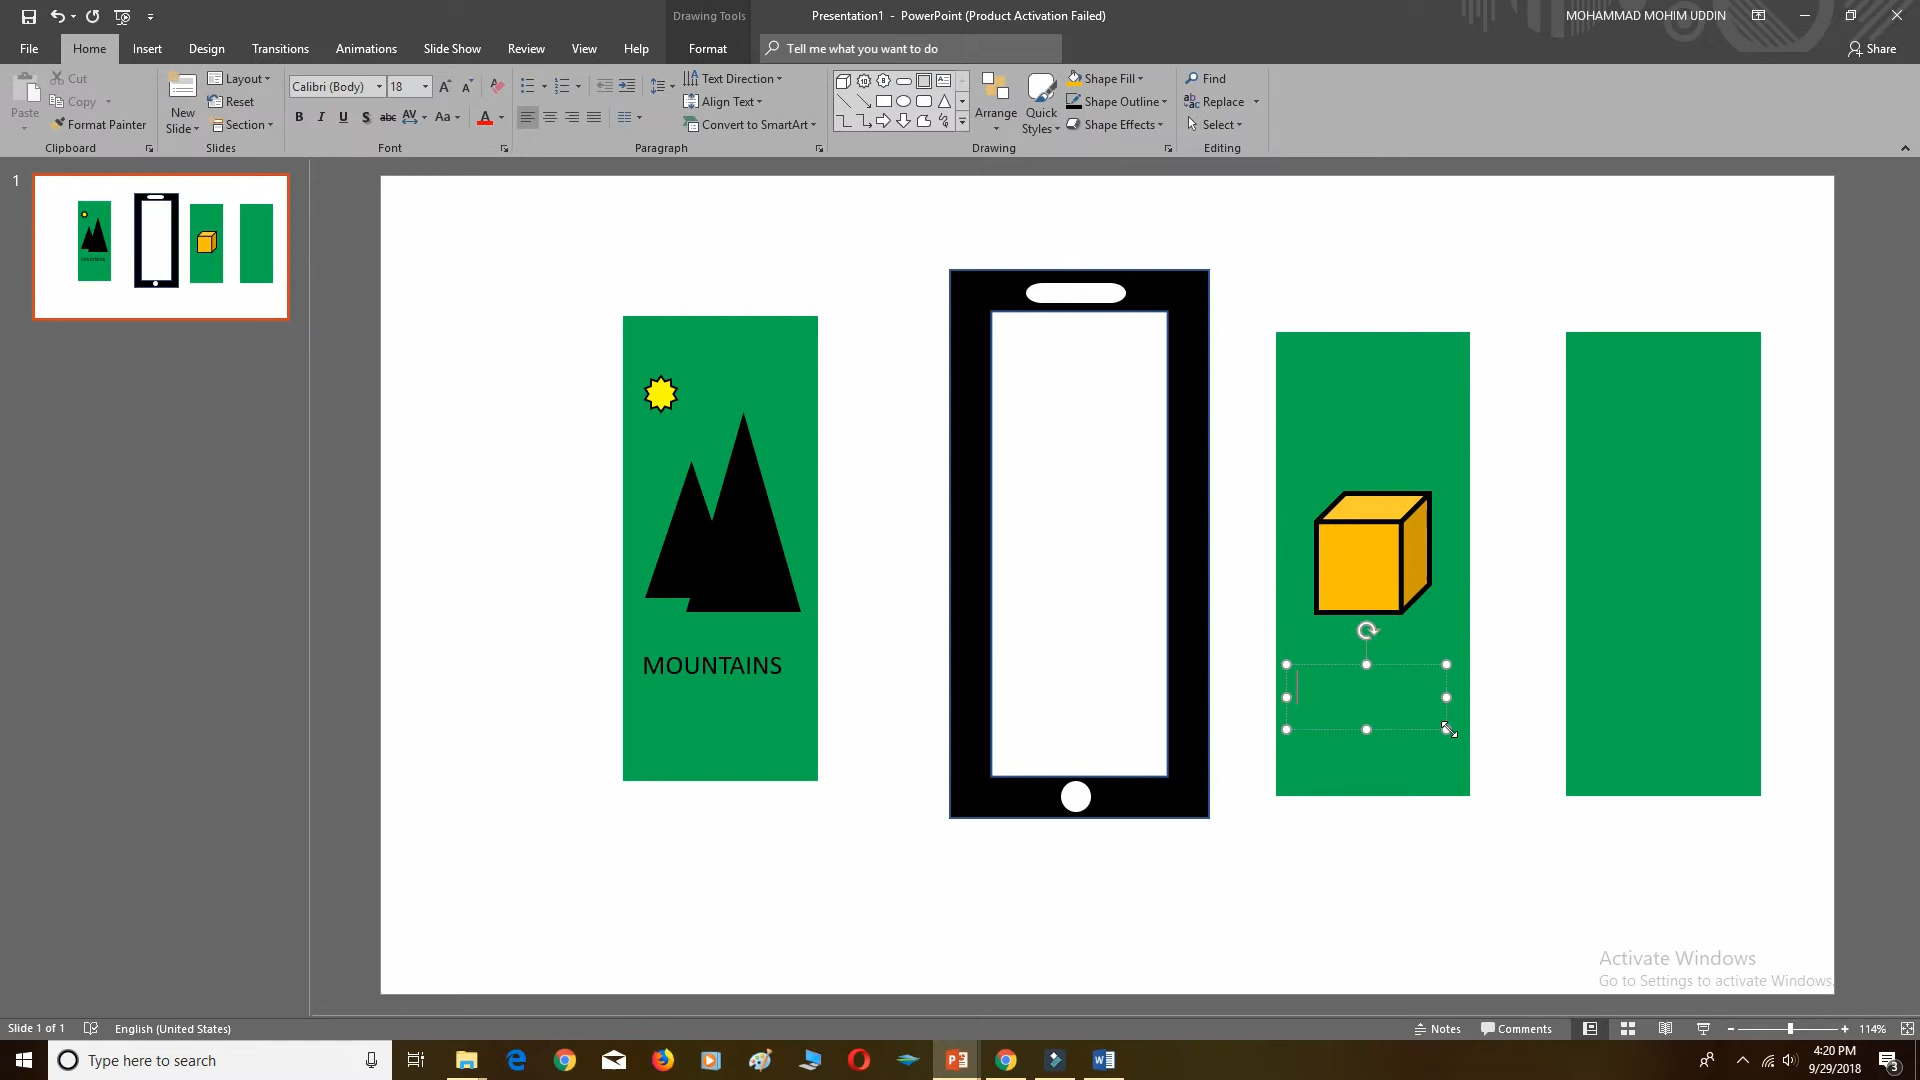 Drawing Tools
Presentation1 - PowerPoint (Product Activation Failed)
MOHAMMAD MOHIM UDDIN
File Home Insert Design Transitions Animations Slide Show Review View Help Format Tell me what you want to do Share
Paste
Cut
Copy
Format Painter
Clipboard
New
Slide
Layout
Reset
Section
Slides
Calibri (Body) 18
B I U S abc AV Aa A
Font
Text Direction
Align Text
Convert to SmartArt
Paragraph
Arrange
Quick
Styles
Shape Fill
Shape Outline
Shape Effects
Drawing
Find
Replace
Select
Editing
1
MOUNTAINS
Activate Windows
Go to Settings to activate Windows.
Slide 1 of 1 English (United States) Notes Comments 114%
Type here to search
4:20 PM
9/29/2018
3